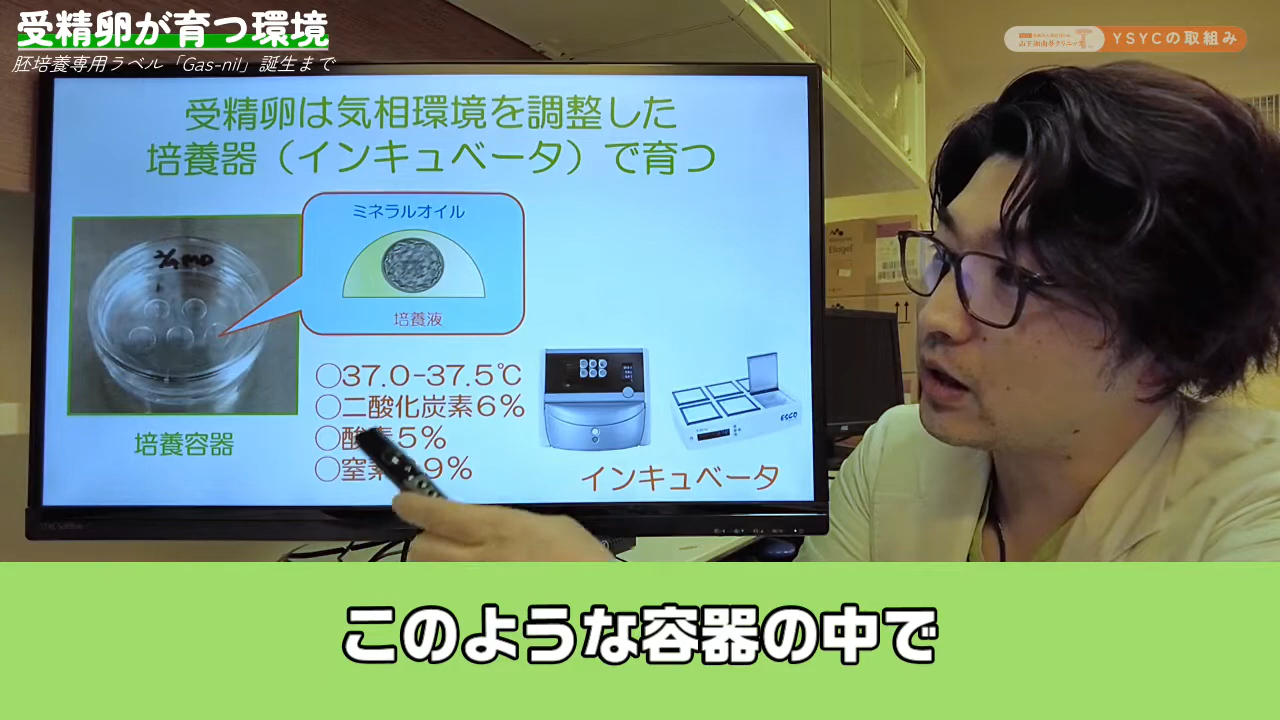 受精卵が育つ環境
胚培養専用ラベル「Gas-nil」誕生まで
YSYCの取組み
受精卵は気相環境を調整した
培養器（インキュベータ）で育つ
ミネラルオイル
培養液
培養容器
○37.0-37.5℃
○二酸化炭素6%
○酸素5%
○窒素 9%
ESCO
インキュベータ
このような容器の中で